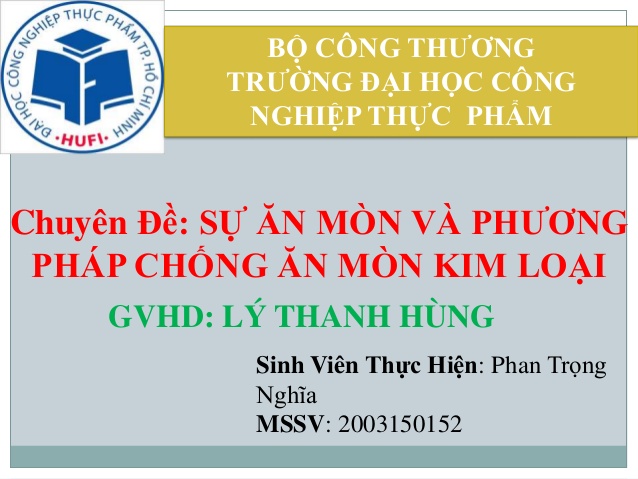 ĐẠI HỌC CÔNG NGHIỆP THỰC PHẨM TP. HỒ CHÍ MINH
HUFI
BỘ CÔNG THƯƠNG
TRƯỜNG ĐẠI HỌC CÔNG
NGHIỆP THỰC PHẨM
Chuyên Đề: SỰ ĂN MÒN VÀ PHƯƠNG
PHÁP CHỐNG ĂN MÒN KIM LOẠI
GVHD: LÝ THANH HÙNG
Sinh Viên Thực Hiện: Phan Trọng
Nghĩa
MSSV: 2003150152